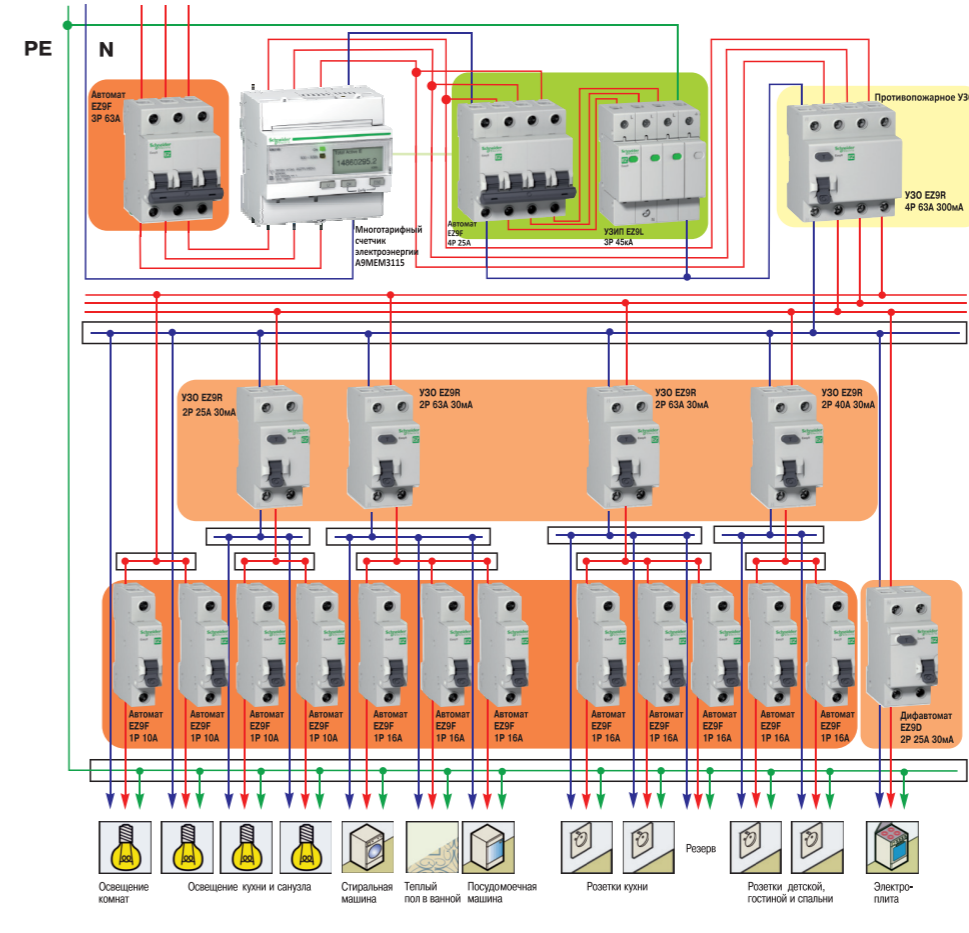 PE
N
Автомат
EZ9F
3P 63A
14860295,2
Многотарифный
счетчик
электроенергии
A9MEM3115
Автомат
EZ9F
4P 25A
УЗИП EZ9L
3P 45кА
Противопожарное УЗО
УЗО EZ9R
4P 63A 300мА
УЗО EZ9R
2P 25A 30мА
УЗО EZ9R
2P 63A 30мА
УЗО EZ9R
2P 63A 30мА
УЗО EZ9R
2P 40A 30мА
Автомат
EZ9F
1P 10A
Автомат
EZ9F
1P 10A
Автомат
EZ9F
1P 10A
Автомат
EZ9F
1P 10A
Автомат
EZ9F
1P 16A
Автомат
EZ9F
1P 16A
Автомат
EZ9F
1P 16A
Автомат
EZ9F
1P 16A
Автомат
EZ9F
1P 16A
Автомат
EZ9F
1P 16A
Автомат
EZ9F
1P 16A
Автомат
EZ9F
1P 16A
Дифавтомат
EZ9D
2P 25A 30мА
Освещение
комнат
Освещение кухни и санузла
Стиральная
машина
Теплый
пол в ванной
Посудомоечная
машина
Розетки кухни
Резерв
Розетки детской,
гостиной и спальни
Электро-
плита